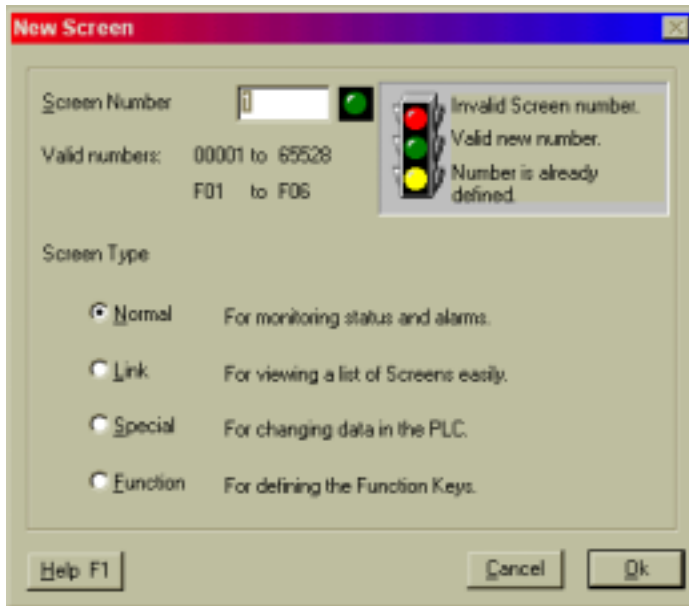 New Screen
Screen Number
Invalid Screen number.
Valid new number.
Number is already
defined.
Valid numbers: 00001 to 65528
F01 to F06
Screen Type
Normal For monitoring status and alarms.
Link For viewing a list of Screens easily.
Special For changing data in the PLC.
Function For defining the Function Keys.
Help F1 Cancel Ok